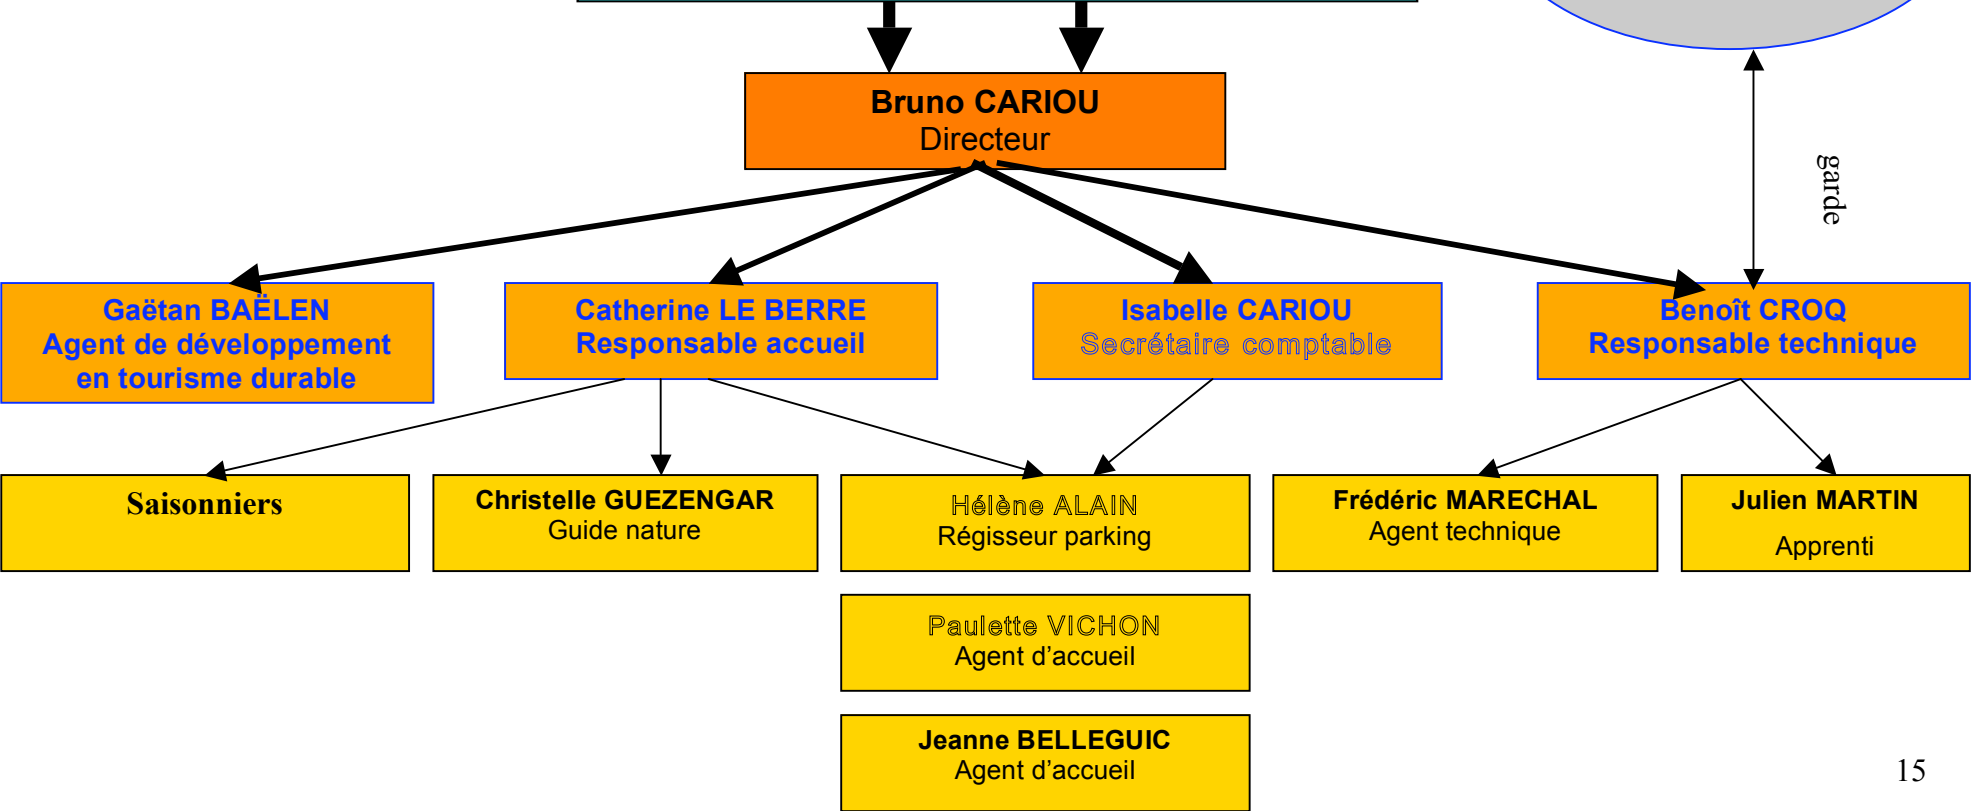 Bruno CARIOU
Directeur
garde
Gaëtan BAËLEN
Agent de développement
en tourisme durable
Catherine LE BERRE
Responsable accueil
Isabelle CARIOU
Secrétaire comptable
Benoît CROQ
Responsable technique
Saisonniers
Christelle GUEZENGAR
Guide nature
Hélène ALAIN
Régisseur parking
Frédéric MARECHAL
Agent technique
Julien MARTIN
Apprenti
Paulette VICHON
Agent d’accueil
Jeanne BELLEGUIC
Agent d’accueil
15